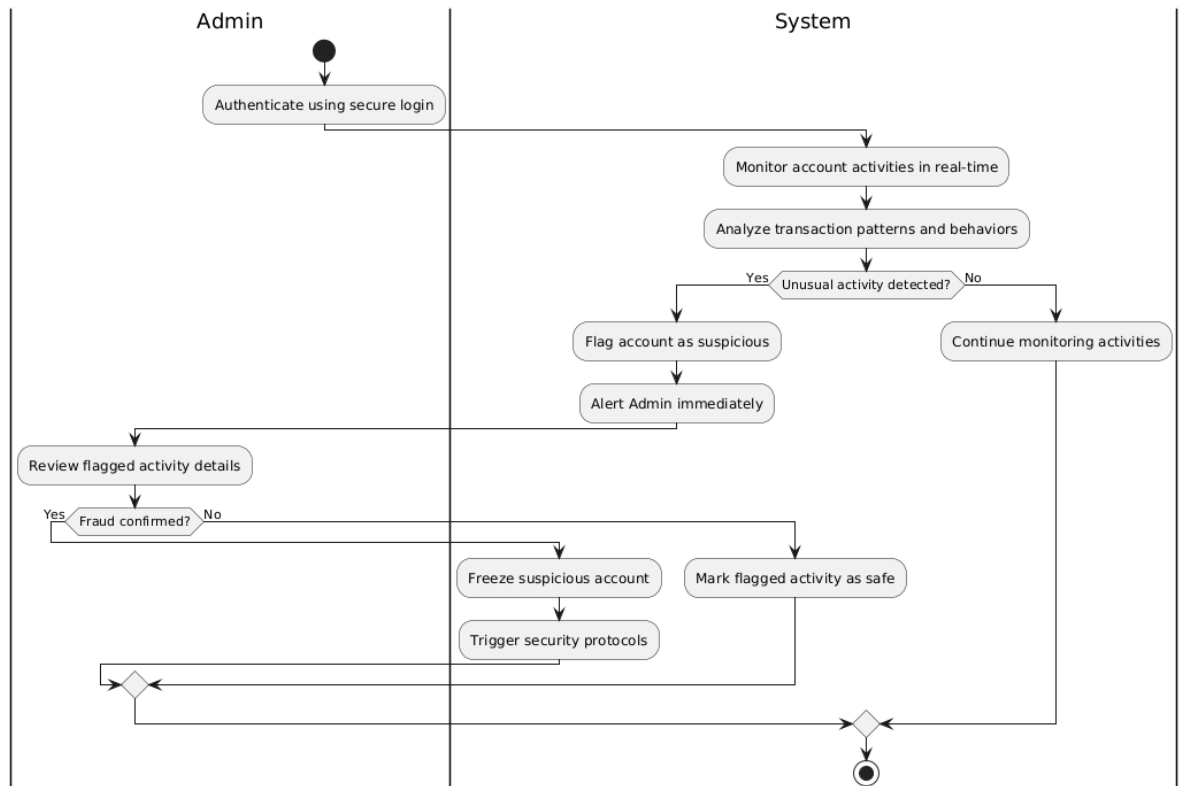 Admin
System
Authenticate using secure login
Monitor account activities in real-time
Analyze transaction patterns and behaviors
Yes
Unusual activity detected?
No
Flag account as suspicious
Continue monitoring activities
Alert Admin immediately
Review flagged activity details
Yes
Fraud confirmed?
No
Freeze suspicious account
Mark flagged activity as safe
Trigger security protocols